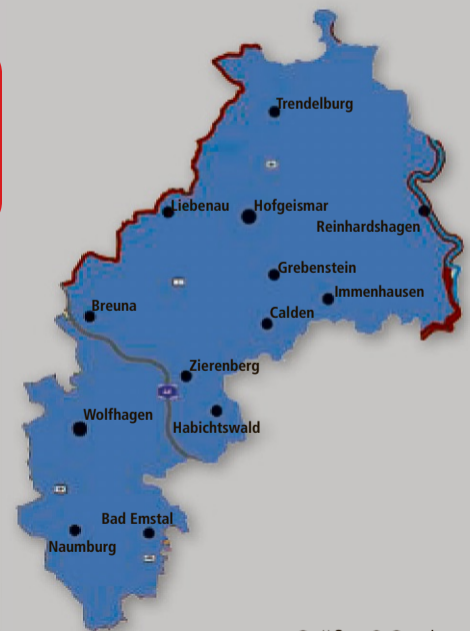 Trendelburg
Liebenau
Hofgeismar
Reinhardshagen
Grebenstein
Immenhausen
Breuna
Calden
Zierenberg
Wolfhagen
Habichtswald
Bad Emstal
Naumburg